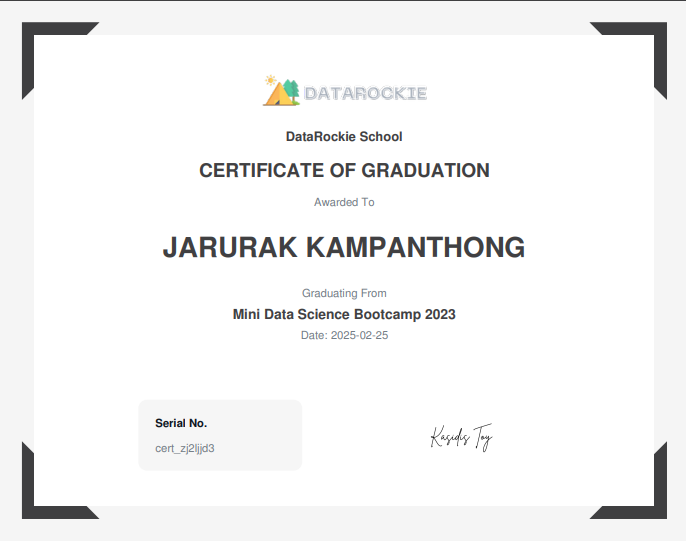 DATAROCKIE
DataRockie School
CERTIFICATE OF GRADUATION
Awarded To
JARURAK KAMPANTHONG
Graduating From
Mini Data Science Bootcamp 2023
Date: 2025-02-25
Serial No.
cert_zj2ljjd3
Kasidis Toy